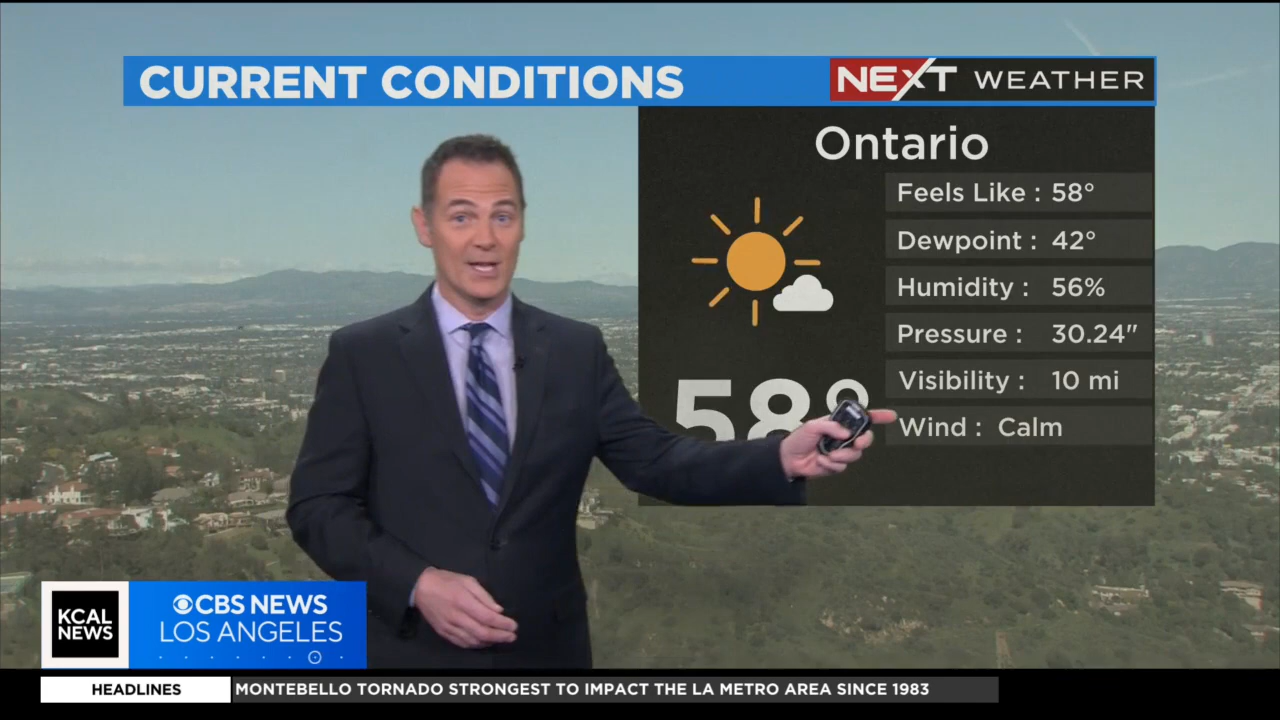 CURRENT CONDITIONS
NEXT WEATHER
Ontario
Feels Like : 58°
Dewpoint : 42°
Humidity : 56%
Pressure : 30.24"
Visibility : 10 mi
Wind : Calm
58°
KCAL
NEWS
CBS NEWS
LOS ANGELES
HEADLINES
MONTEBELLO TORNADO STRONGEST TO IMPACT THE LA METRO AREA SINCE 1983